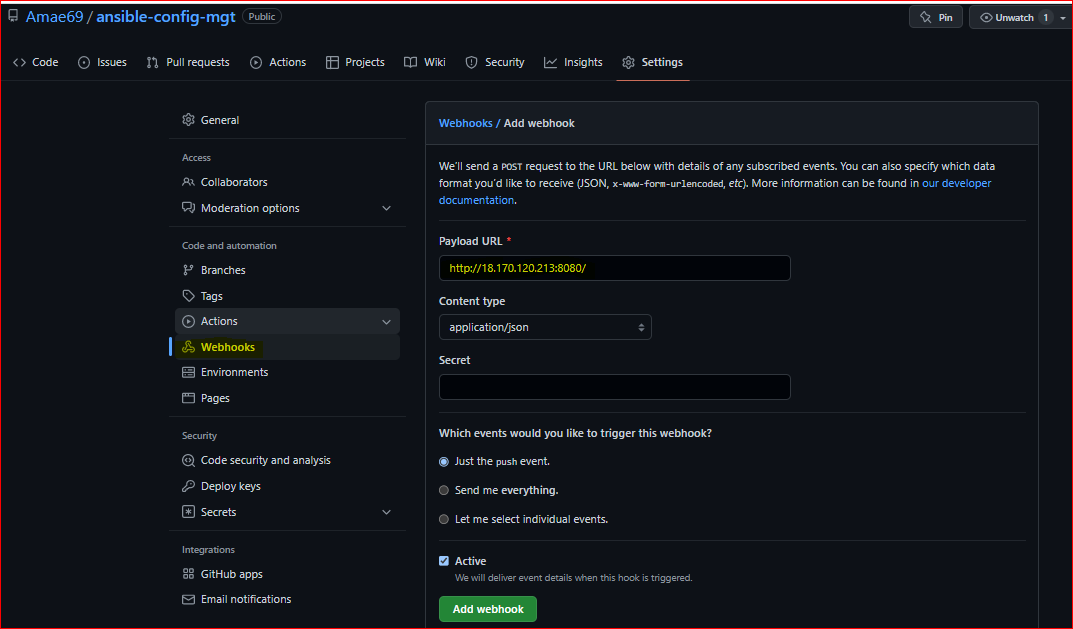 Amae69 / ansible-config-mgt Public
Pin
Unwatch 1
Code Issues Pull requests Actions Projects Wiki Security Insights Settings
General
Access
Collaborators
Moderation options
Code and automation
Branches
Tags
Actions
Webhooks
Environments
Pages
Security
Code security and analysis
Deploy keys
Secrets
Integrations
GitHub apps
Email notifications
Webhooks / Add webhook
We'll send a POST request to the URL below with details of any subscribed events. You can also specify which data
format you'd like to receive (JSON, x-www-form-urlencoded, etc). More information can be found in our developer
documentation.
Payload URL *
http://18.170.120.213:8080/
Content type
application/json
Secret
Which events would you like to trigger this webhook?
Just the push event.
Send me everything.
Let me select individual events.
Active
We will deliver event details when this hook is triggered.
Add webhook